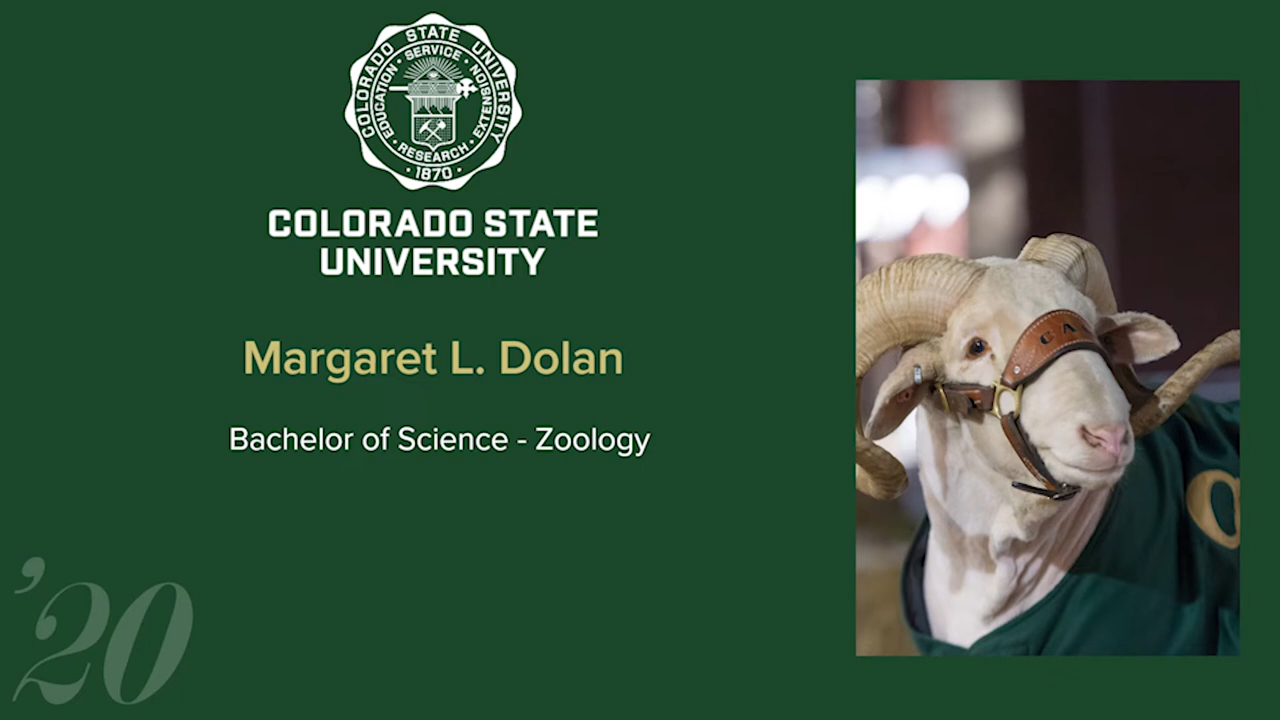 COLORADO STATE UNIVERSITY
EDUCATION • SERVICE • EXTENSION
• RESEARCH •
• 1870 •
COLORADO STATE
UNIVERSITY
Margaret L. Dolan
Bachelor of Science - Zoology
’20